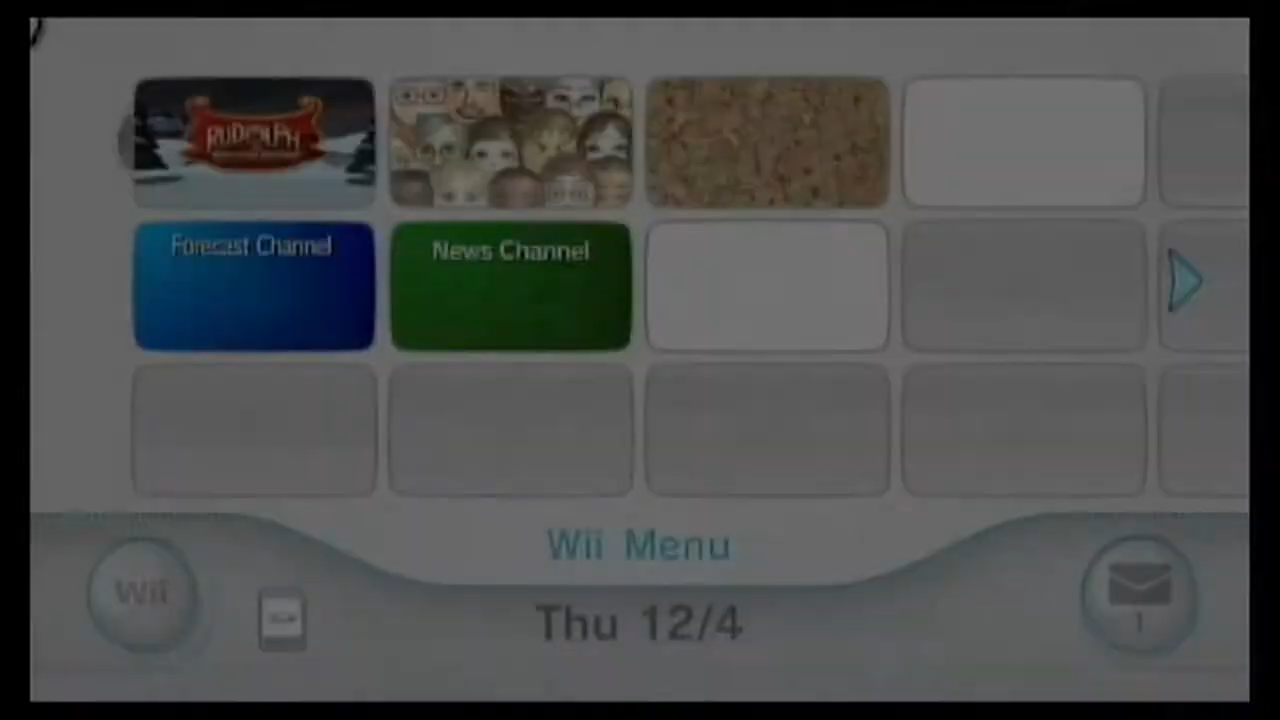 RUDOLPH
Forecast Channel
News Channel
Wii Menu
Wii
Thu 12/4
1